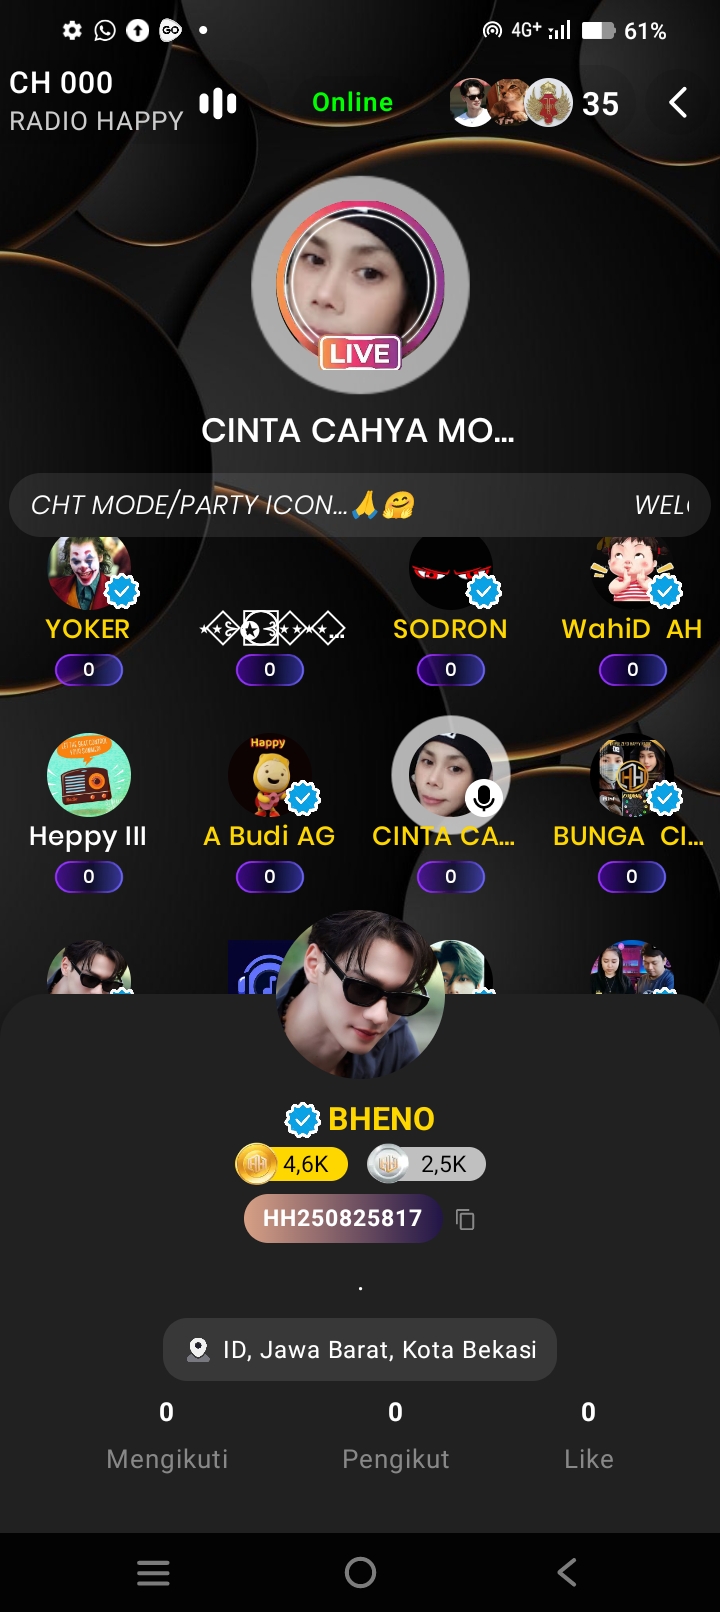 4G+ 61%
CH 000
RADIO HAPPY
Online
35
LIVE
CINTA CAHYA MO...
CHT MODE/PARTY ICON...🙏🤗 WEL
YOKER
SODRON
WahiD AH
0 0 0 0
Happy
Heppy III
A Budi AG
CINTA CA...
BUNGA CI...
0 0 0 0
BHENO
4,6K 2,5K
HH250825817
.
ID, Jawa Barat, Kota Bekasi
0 0 0
Mengikuti Pengikut Like